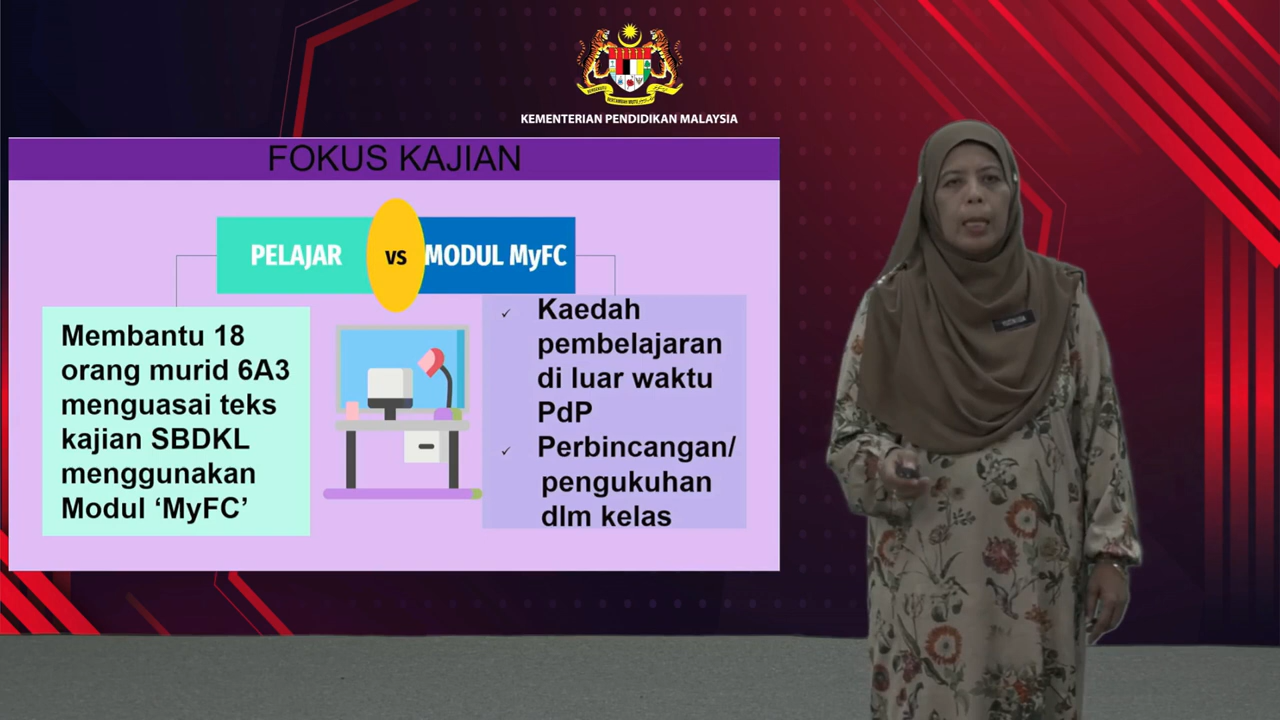 KEMENTERIAN PENDIDIKAN MALAYSIA
FOKUS KAJIAN
PELAJAR
VS
MODUL MyFC
Membantu 18
orang murid 6A3
menguasai teks
kajian SBDKL
menggunakan
Modul ‘MyFC’
✓ Kaedah
pembelajaran
di luar waktu
PdP
✓ Perbincangan/
pengukuhan
dlm kelas